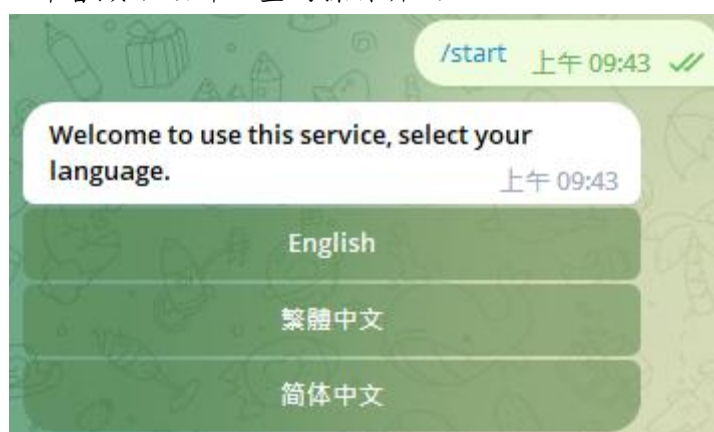 /start 上午 09:43
Welcome to use this service, select your
language.
上午 09:43
English
繁體中文
简体中文